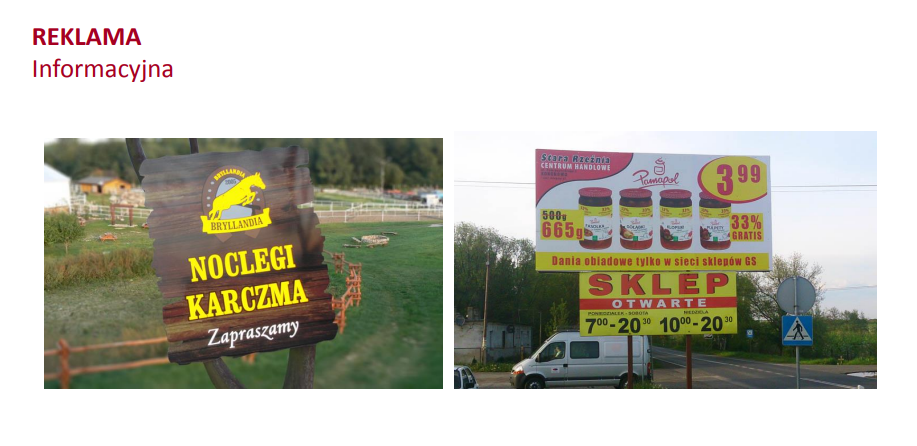 REKLAMA
Informacyjna
BRYLLANDIA
BRYLLANDIA
NOCLEGI
KARCZMA
Zapraszamy
Stara Rzeźnia
CENTRUM HANDLOWE
Pamapol
3 99
500g
665g
33%
GRATIS
Dania obiadowe tylko w sieci sklepów GS
SKLEP
OTWARTE
PONIEDZIAŁEK - SOBOTA
NIEDZIELA
7 00 - 20 30 10 00 - 20 30